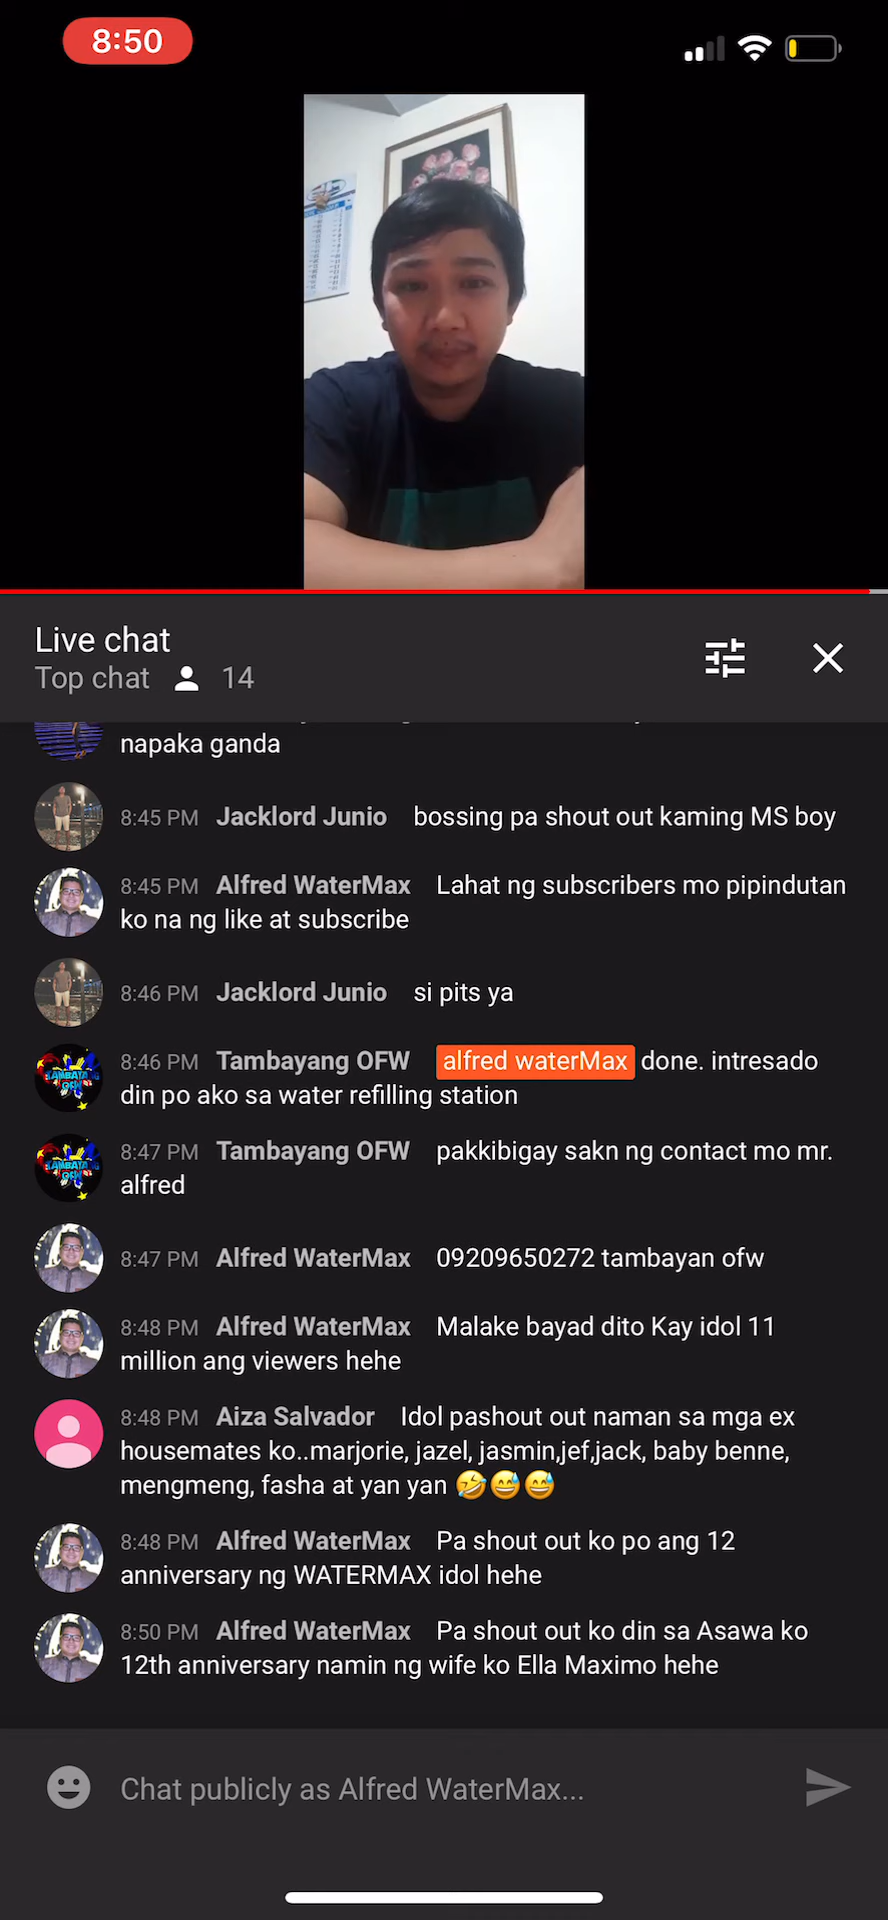 8:50
Live chat
Top chat 14
napaka ganda
8:45 PM Jacklord Junio bossing pa shout out kaming MS boy
8:45 PM Alfred WaterMax Lahat ng subscribers mo pipindutan
ko na ng like at subscribe
8:46 PM Jacklord Junio si pits ya
8:46 PM Tambayang OFW alfred waterMax done. intresado
din po ako sa water refilling station
8:47 PM Tambayang OFW pakkibigay sakn ng contact mo mr.
alfred
8:47 PM Alfred WaterMax 09209650272 tambayan ofw
8:48 PM Alfred WaterMax Malake bayad dito Kay idol 11
million ang viewers hehe
8:48 PM Aiza Salvador Idol pashout out naman sa mga ex
housemates ko..marjorie, jazel, jasmin,jef,jack, baby benne,
mengmeng, fasha at yan yan 🤣😅😅
8:48 PM Alfred WaterMax Pa shout out ko po ang 12
anniversary ng WATERMAX idol hehe
8:50 PM Alfred WaterMax Pa shout out ko din sa Asawa ko
12th anniversary namin ng wife ko Ella Maximo hehe
Chat publicly as Alfred WaterMax...